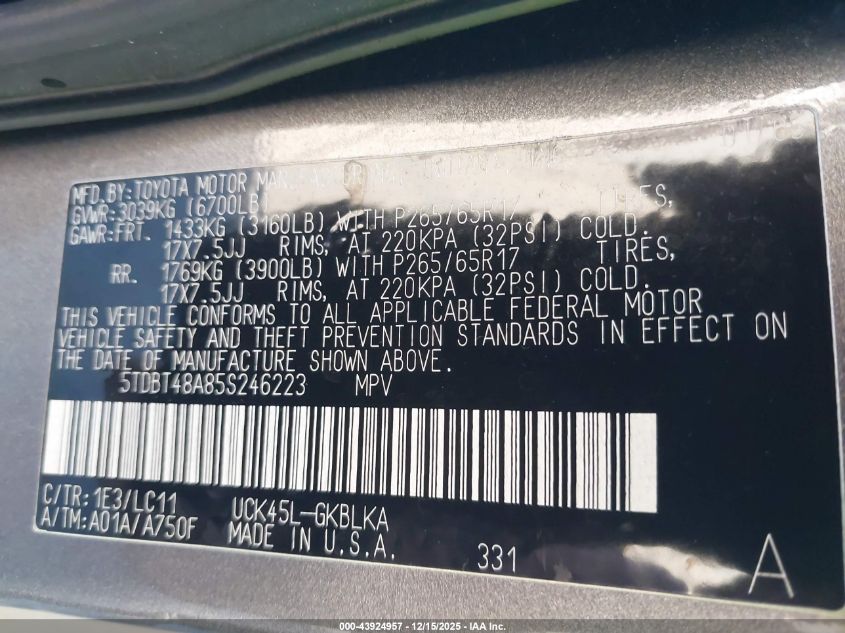 MFD.BY:TOYOTA MOTOR
GVWR:3039KG (6700LB)
GAWR:FRT. 1433KG (3160LB) WITH P265/65R17 TIRES,
17X7.5JJ RIMS, AT 220KPA (32PSI) COLD.
RR. 1769KG (3900LB) WITH P265/65R17 TIRES,
17X7.5JJ RIMS, AT 220KPA (32PSI) COLD.
THIS VEHICLE CONFORMS TO ALL APPLICABLE FEDERAL MOTOR
VEHICLE SAFETY AND THEFT PREVENTION STANDARDS IN EFFECT ON
THE DATE OF MANUFACTURE SHOWN ABOVE.
5TDBT48A85S246223 MPV
C/TR:1E3/LC11 UCK45L-GKBLKA
A/TM:A01A/A750F MADE IN U.S.A.
331 A
000-43924957 - 12/15/2025 - IAA Inc.